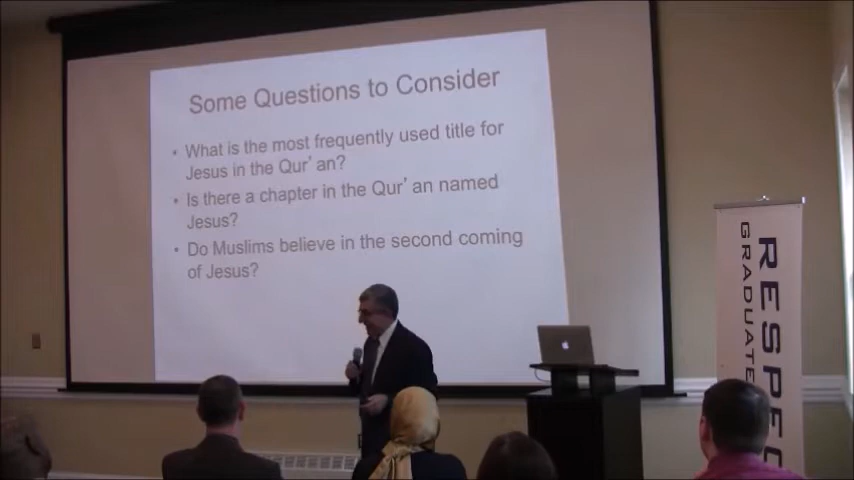 Some Questions to Consider
• What is the most frequently used title for
Jesus in the Qur' an?
• Is there a chapter in the Qur' an named
Jesus?
• Do Muslims believe in the second coming
of Jesus?
GRADUATE
RESPEC